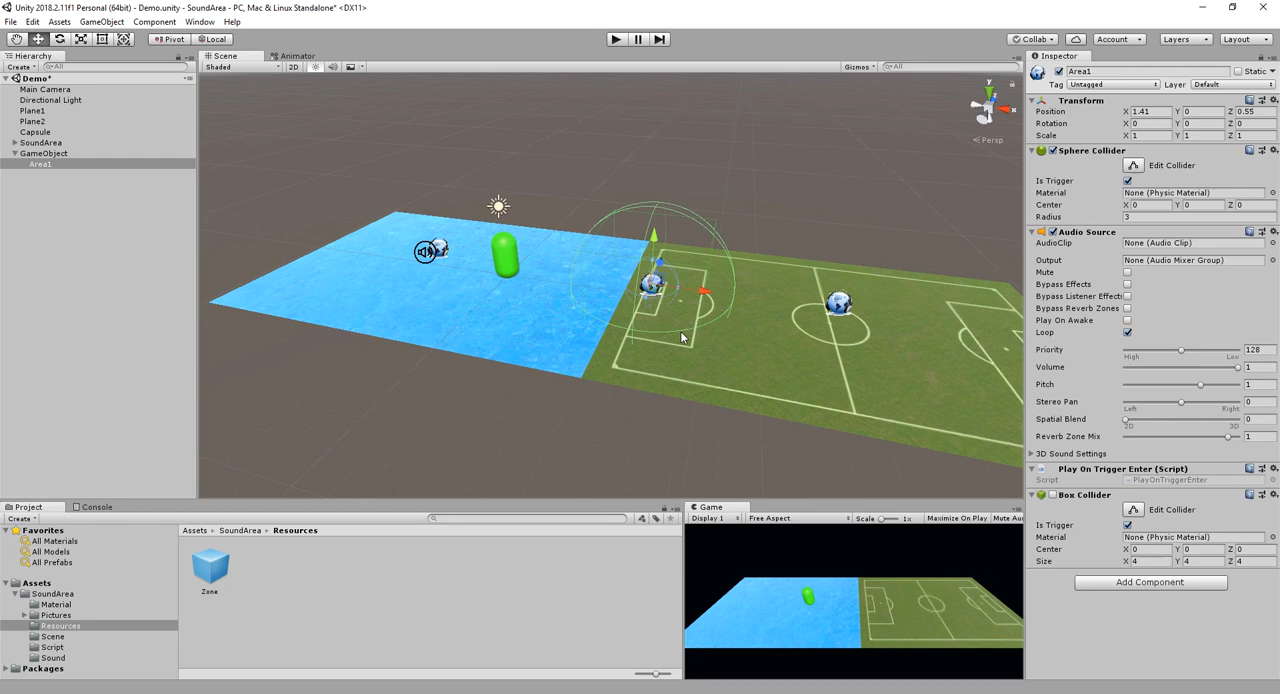 Unity 2018.2.11f1 Personal (64bit) - Demo.unity - SoundArea - PC, Mac & Linux Standalone* <DX11>
File Edit Assets GameObject Component Window Help
Pivot Local Collab Account Layers Layout
Hierarchy
Create All
Demo*
Main Camera
Directional Light
Plane1
Plane2
Capsule
SoundArea
GameObject
Area1
Scene Animator
Shaded 2D Gizmos All
y
z
x
Persp
Inspector
Area1 Static
Tag Untagged Layer Default
Transform
Position X 1.41 Y 0 Z 0.55
Rotation X 0 Y 0 Z 0
Scale X 1 Y 1 Z 1
Sphere Collider
Edit Collider
Is Trigger
Material None (Physic Material)
Center X 0 Y 0 Z 0
Radius 3
Audio Source
AudioClip None (Audio Clip)
Output None (Audio Mixer Group)
Mute
Bypass Effects
Bypass Listener Effects
Bypass Reverb Zones
Play On Awake
Loop
Priority 128
High Low
Volume 1
Pitch 1
Stereo Pan 0
Left Right
Spatial Blend 0
2D 3D
Reverb Zone Mix 1
3D Sound Settings
Play On Trigger Enter (Script)
Script PlayOnTriggerEnter
Box Collider
Edit Collider
Is Trigger
Material None (Physic Material)
Center X 0 Y 0 Z 0
Size X 4 Y 4 Z 4
Add Component
Project Console
Create
Favorites
All Materials
All Models
All Prefabs
Assets
SoundArea
Material
Pictures
Resources
Scene
Script
Sound
Packages
Assets SoundArea Resources
Zone
Game
Display 1 Free Aspect Scale 1x Maximize On Play Mute Au